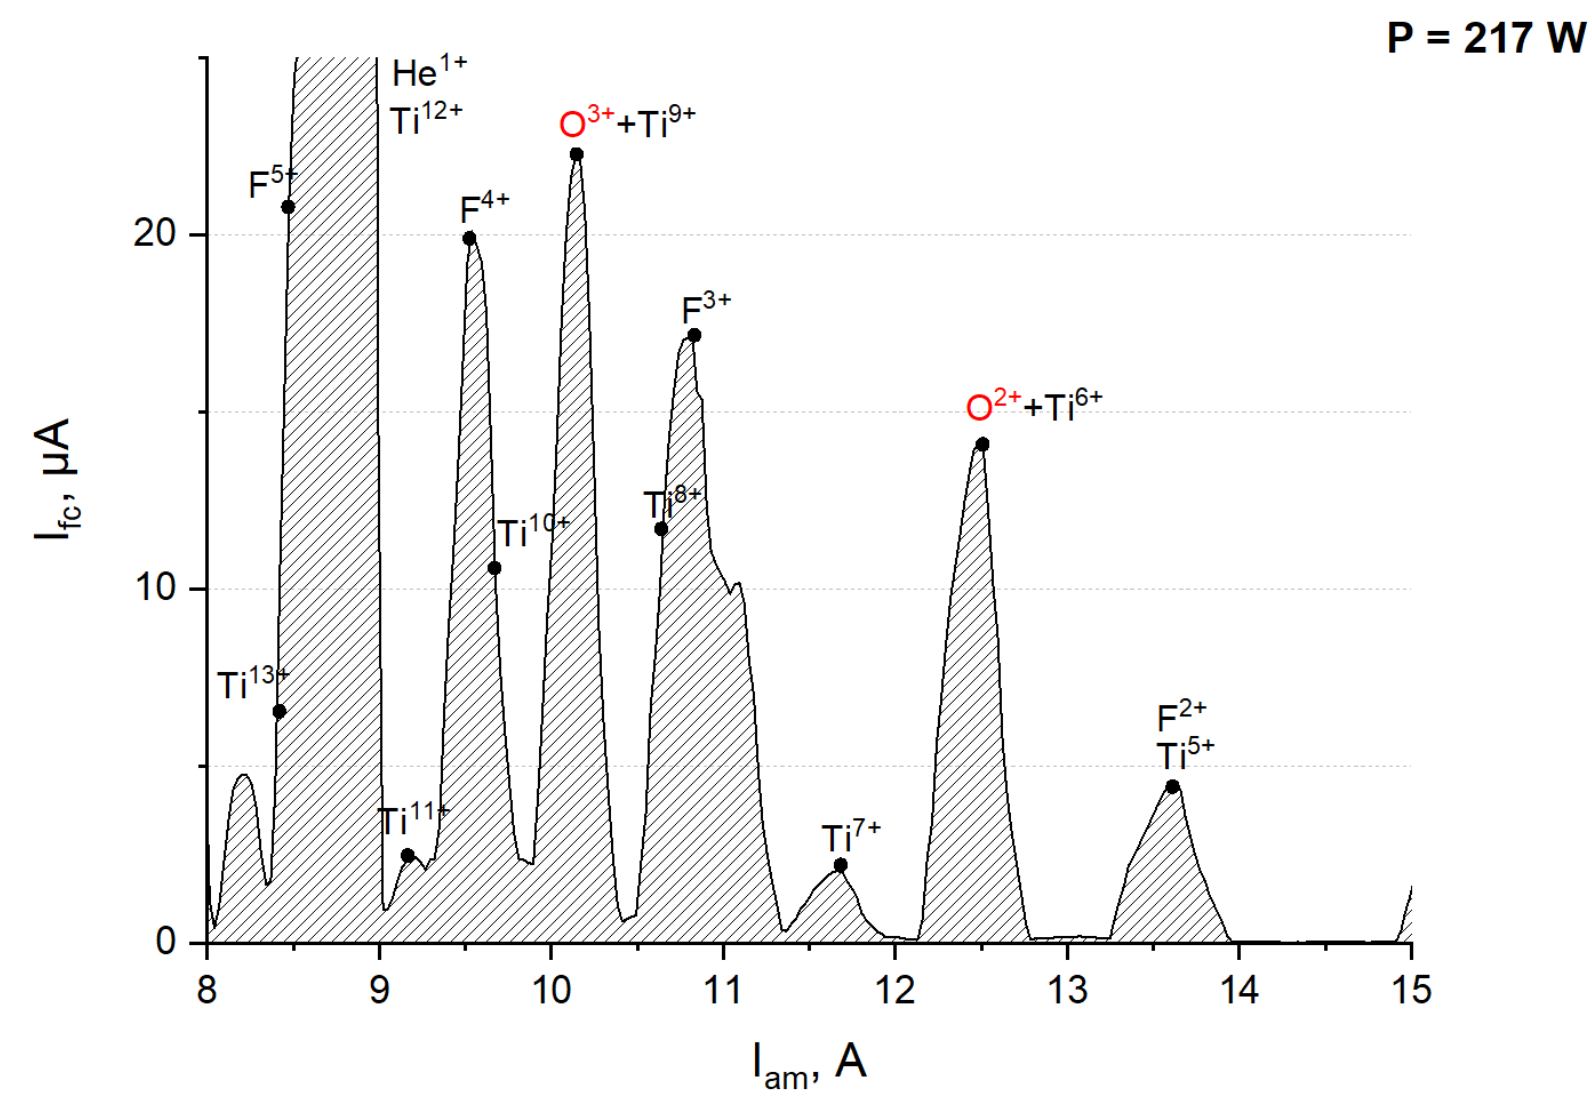 P = 217 W
He1+
Ti12+
O3++Ti9+
F5+
F4+
20
F3+
O2++Ti6+
Ti8+
Ti10+
10
Ti13+
F2+
Ti5+
Ti11+
Ti7+
0
8 9 10 11 12 13 14 15
Ifc, µA
Iam, A